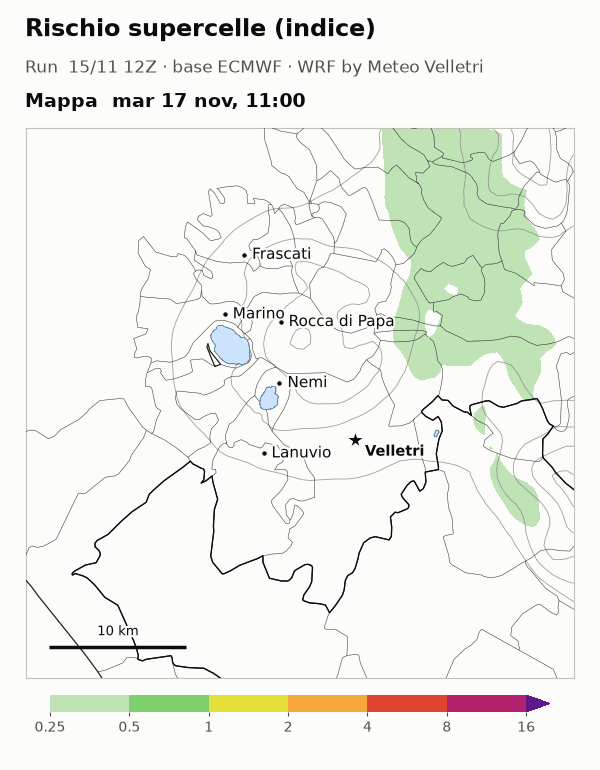 Rischio supercelle (indice)
Run  15/11 12Z · base ECMWF · WRF by Meteo Velletri
Mappa  mar 17 nov, 11:00
Frascati
Marino
Rocca di Papa
Nemi
Velletri
Lanuvio
10 km
0.25 0.5 1 2 4 8 16